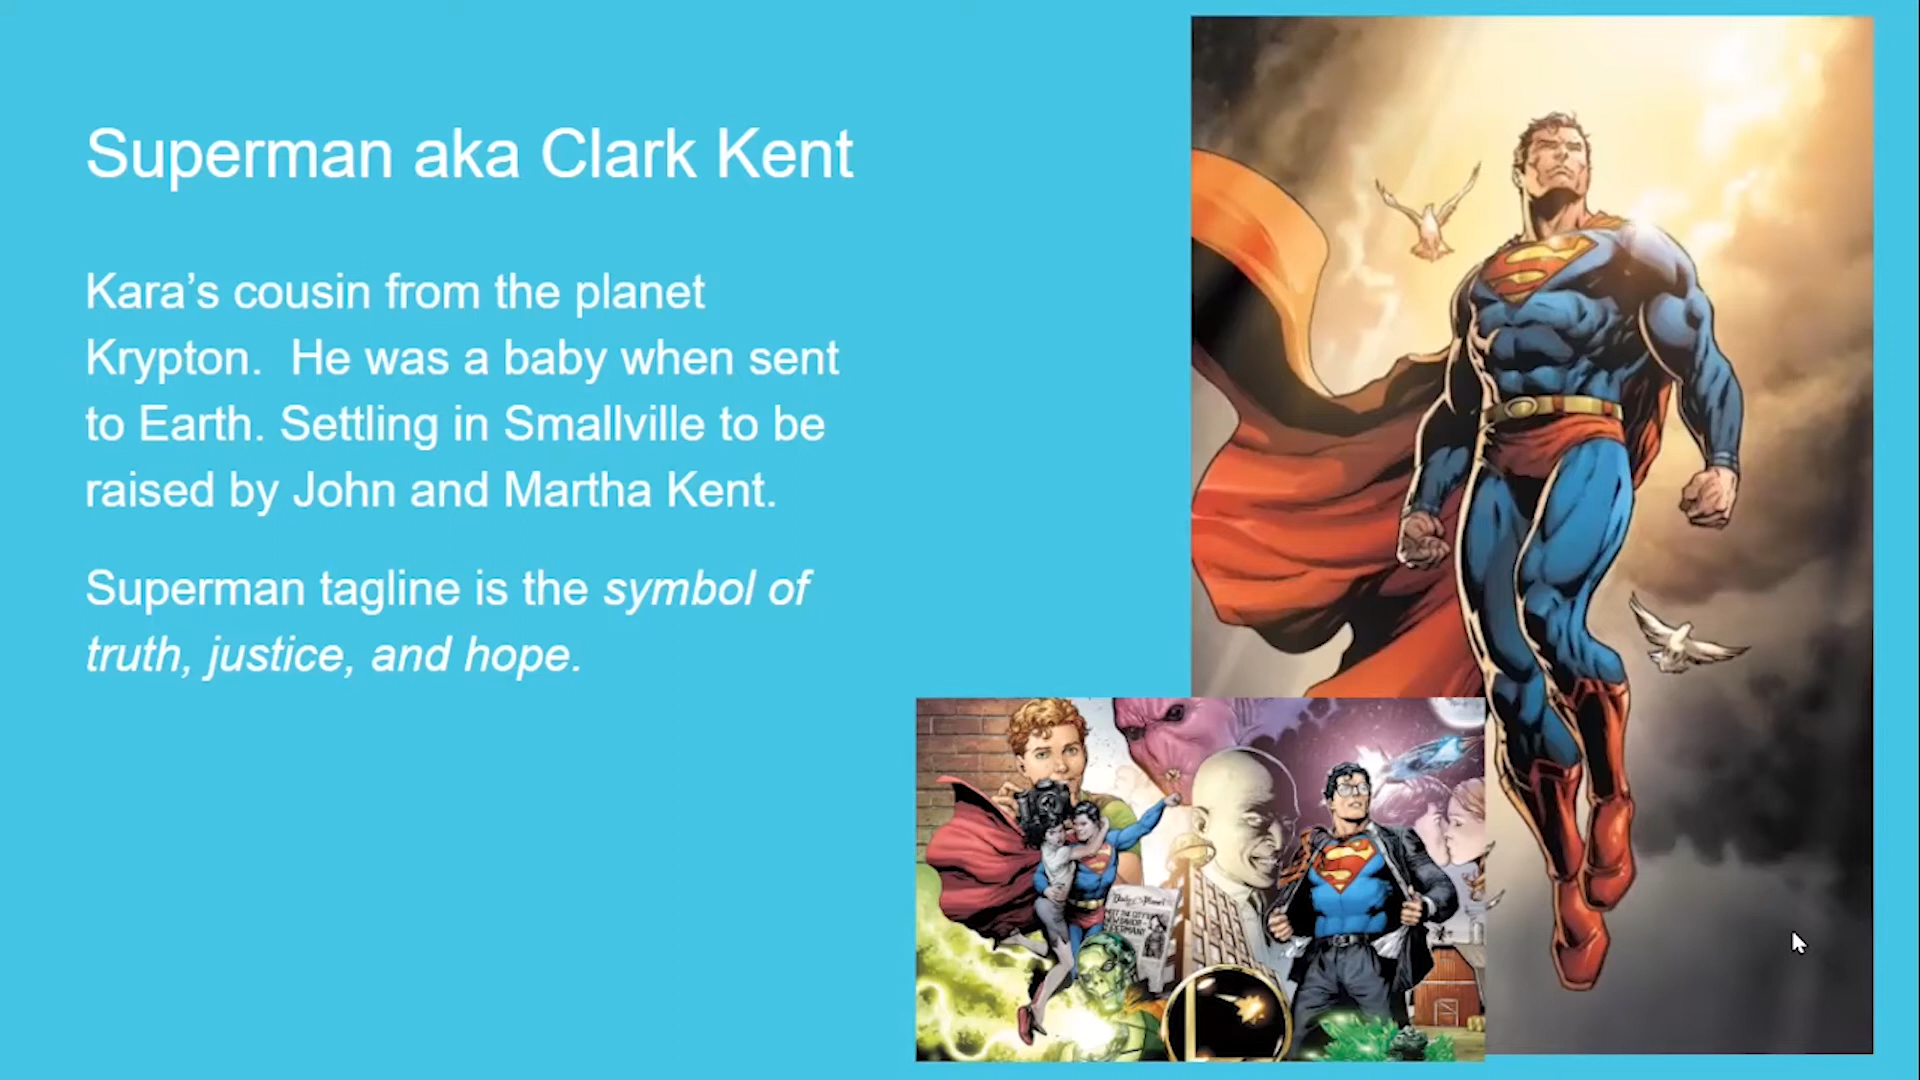 Superman aka Clark Kent
Kara’s cousin from the planet
Krypton.  He was a baby when sent
to Earth. Settling in Smallville to be
raised by John and Martha Kent.
Superman tagline is the symbol of
truth, justice, and hope.
Daily Planet